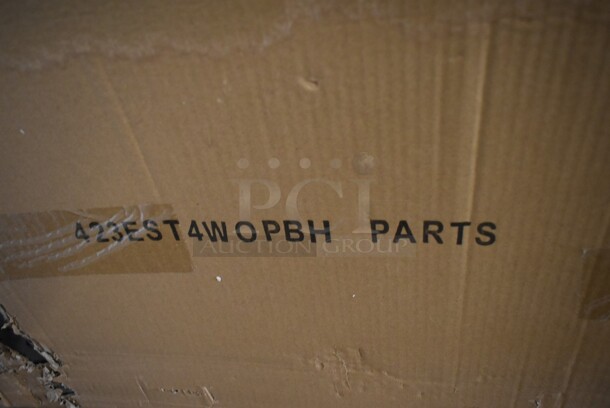 PCI
AUCTION GROUP
423EST4WOPBH PARTS